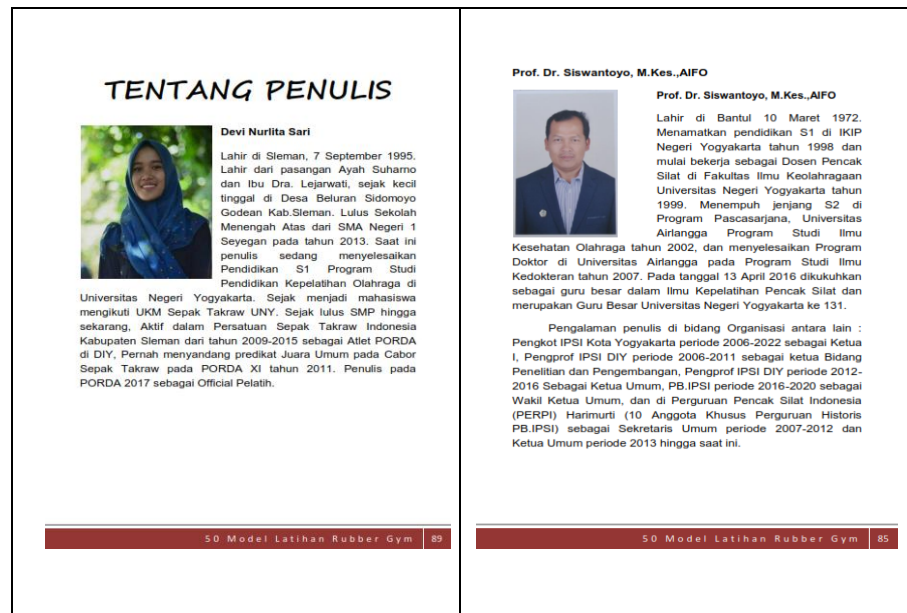 TENTANG PENULIS
Devi Nurlita Sari
Lahir di Sleman, 7 September 1995.
Lahir dari pasangan Ayah Suharno
dan Ibu Dra. Lejarwati, sejak kecil
tinggal di Desa Beluran Sidomoyo
Godean Kab.Sleman. Lulus Sekolah
Menengah Atas dari SMA Negeri 1
Seyegan pada tahun 2013. Saat ini
penulis sedang menyelesaikan
Pendidikan S1 Program Studi
Pendidikan Kepelatihan Olahraga di
Universitas Negeri Yogyakarta. Sejak menjadi mahasiswa
mengikuti UKM Sepak Takraw UNY. Sejak lulus SMP hingga
sekarang, Aktif dalam Persatuan Sepak Takraw Indonesia
Kabupaten Sleman dari tahun 2009-2015 sebagai Atlet PORDA
di DIY, Pernah menyandang predikat Juara Umum pada Cabor
Sepak Takraw pada PORDA XI tahun 2011. Penulis pada
PORDA 2017 sebagai Official Pelatih.
50 Model Latihan Rubber Gym 89
Prof. Dr. Siswantoyo, M.Kes.,AIFO
Prof. Dr. Siswantoyo, M.Kes.,AIFO
Lahir di Bantul 10 Maret 1972.
Menamatkan pendidikan S1 di IKIP
Negeri Yogyakarta tahun 1998 dan
mulai bekerja sebagai Dosen Pencak
Silat di Fakultas Ilmu Keolahragaan
Universitas Negeri Yogyakarta tahun
1999. Menempuh jenjang S2 di
Program Pascasarjana, Universitas
Airlangga Program Studi Ilmu
Kesehatan Olahraga tahun 2002, dan menyelesaikan Program
Doktor di Universitas Airlangga pada Program Studi Ilmu
Kedokteran tahun 2007. Pada tanggal 13 April 2016 dikukuhkan
sebagai guru besar dalam Ilmu Kepelatihan Pencak Silat dan
merupakan Guru Besar Universitas Negeri Yogyakarta ke 131.
Pengalaman penulis di bidang Organisasi antara lain :
Pengkot IPSI Kota Yogyakarta periode 2006-2022 sebagai Ketua
I, Pengprof IPSI DIY periode 2006-2011 sebagai ketua Bidang
Penelitian dan Pengembangan, Pengprof IPSI DIY periode 2012-
2016 Sebagai Ketua Umum, PB.IPSI periode 2016-2020 sebagai
Wakil Ketua Umum, dan di Perguruan Pencak Silat Indonesia
(PERPI) Harimurti (10 Anggota Khusus Perguruan Historis
PB.IPSI) sebagai Sekretaris Umum periode 2007-2012 dan
Ketua Umum periode 2013 hingga saat ini.
50 Model Latihan Rubber Gym 85